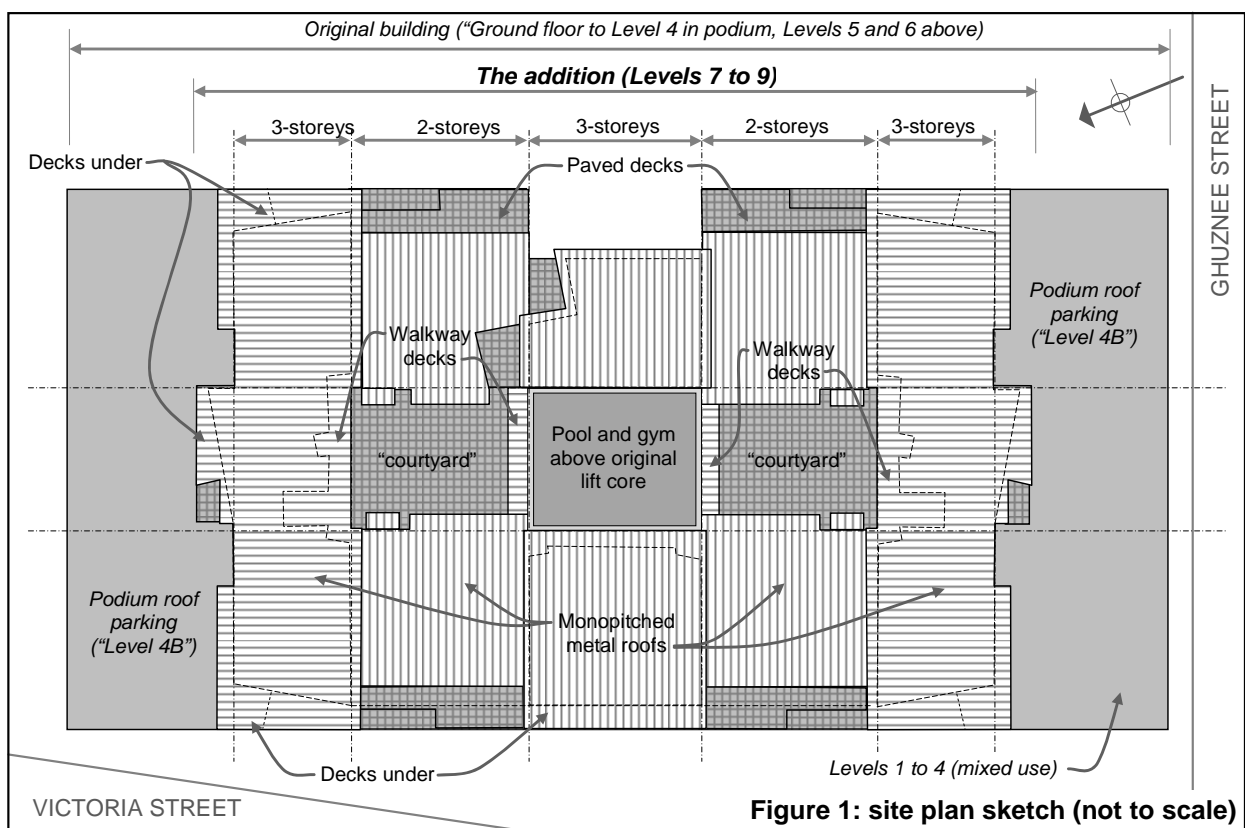 Original building (“Ground floor to Level 4 in podium, Levels 5 and 6 above)
The addition (Levels 7 to 9)
3-storeys
2-storeys
3-storeys
2-storeys
3-storeys
Decks under
Paved decks
GHUZNEE STREET
Podium roof
parking
(“Level 4B”)
Walkway
decks
Walkway
decks
“courtyard”
Pool and gym
above original
lift core
“courtyard”
Podium roof
parking
(“Level 4B”)
Monopitched
metal roofs
Decks under
Levels 1 to 4 (mixed use)
VICTORIA STREET
Figure 1: site plan sketch (not to scale)